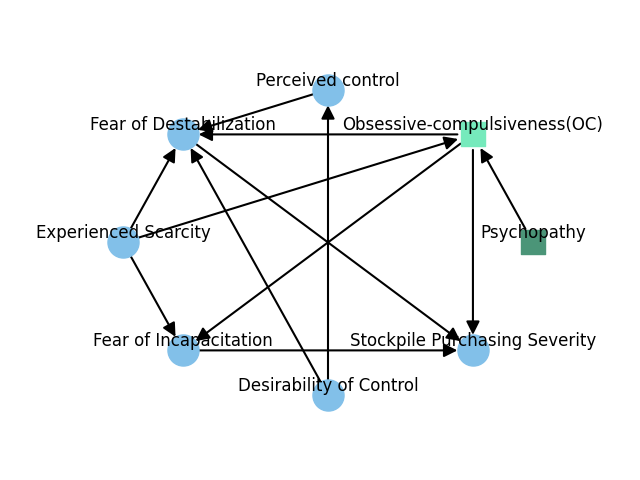 Perceived control
Fear of Destabilization
Obsessive-compulsiveness(OC)
Experienced Scarcity
Psychopathy
Fear of Incapacitation
Stockpile Purchasing Severity
Desirability of Control